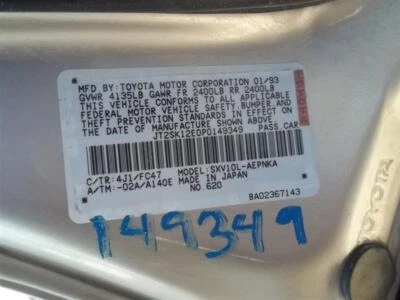 MFD BY: TOYOTA MOTOR CORPORATION 01/93
GVWR 4135LB GAWR FR 2400LB RR 2400LB
THIS VEHICLE CONFORMS TO ALL APPLICABLE
FEDERAL MOTOR VEHICLE SAFETY, BUMPER, AND
THEFT PREVENTION STANDARDS IN EFFECT ON THE
DATE OF MANUFACTURE SHOWN ABOVE.
JT2SK12E0P0149349 PASS. CAR
C/TR: 4J1/FC47 MODEL: SXV10L-AEPNKA
A/TM: -02A/A140E MADE IN JAPAN
NO. 620
BA02367143
TOYOTA
149349